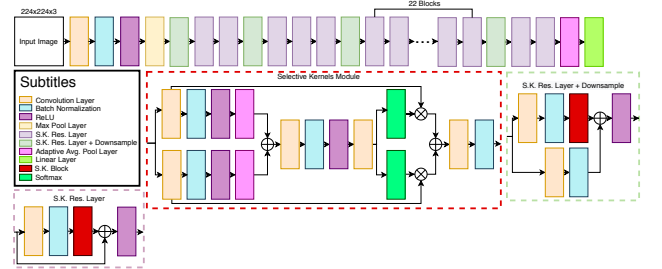 224x224x3
22 Blocks
Input Image
Subtitles
Convolution Layer
Batch Normalization
ReLU
Max Pool Layer
S.K. Res. Layer
S.K. Res. Layer + Downsample
Adaptive Avg. Pool Layer
Linear Layer
S.K. Block
Softmax
Selective Kernels Module
S.K. Res. Layer + Downsample
S.K. Res. Layer